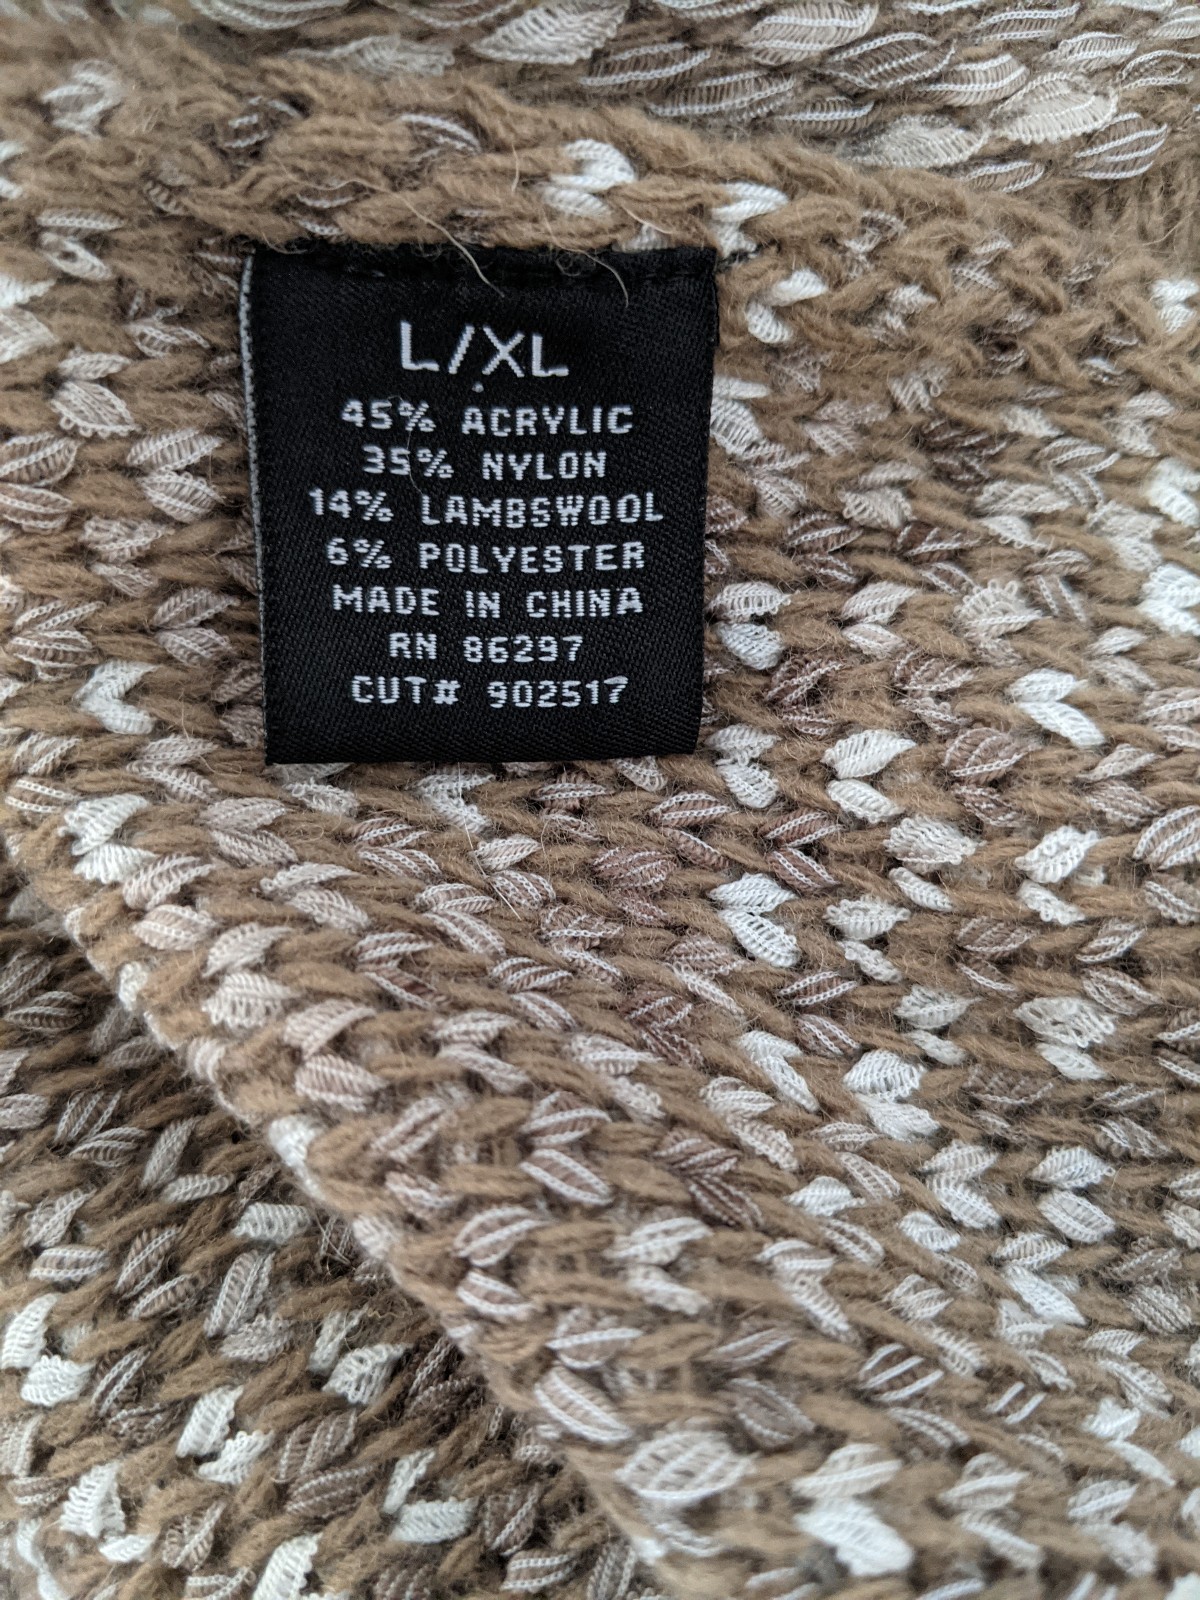 L/XL
45% ACRYLIC
35% NYLON
14% LAMBSWOOL
6% POLYESTER
MADE IN CHINA
RN 86297
CUT# 902517